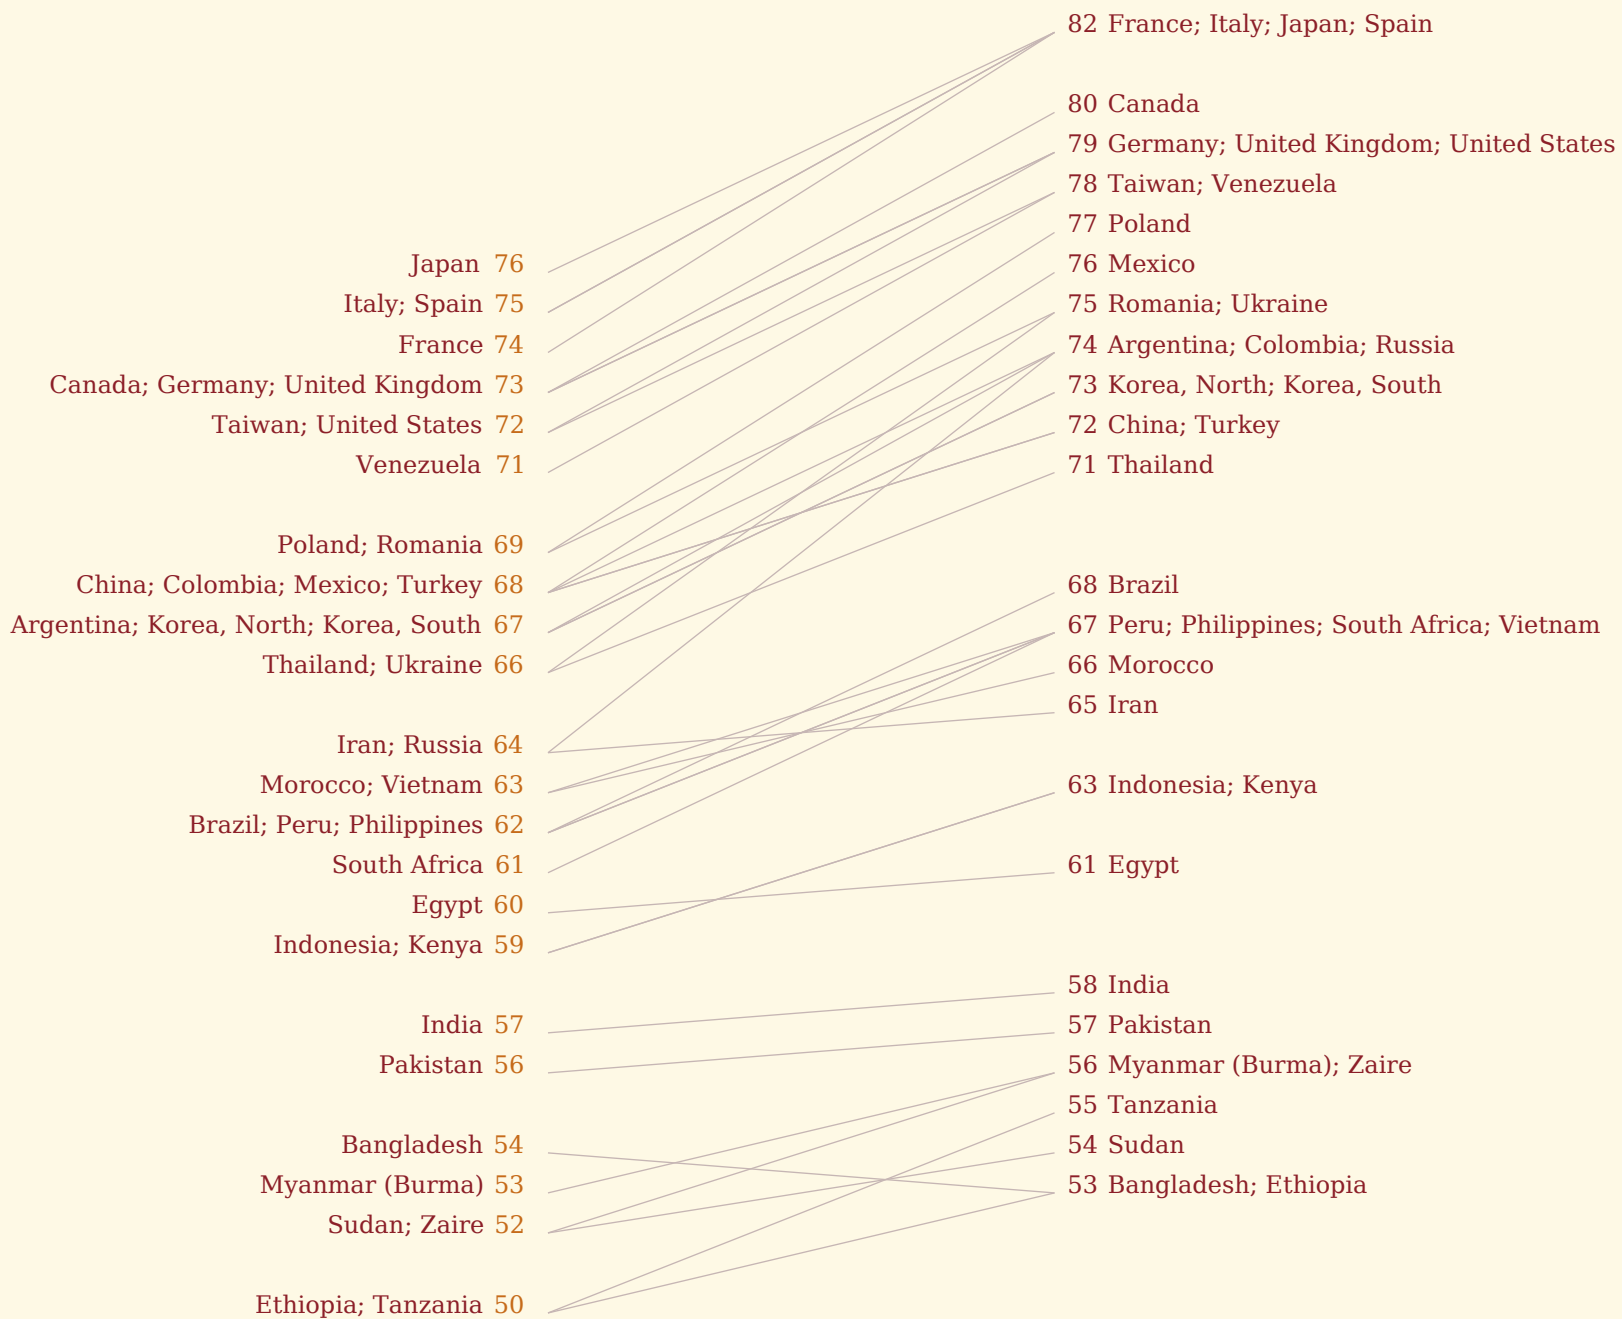 82 France; Italy; Japan; Spain
80 Canada
79 Germany; United Kingdom; United States
78 Taiwan; Venezuela
77 Poland
Japan 76
76 Mexico
Italy; Spain 75
75 Romania; Ukraine
France 74
74 Argentina; Colombia; Russia
Canada; Germany; United Kingdom 73
73 Korea, North; Korea, South
Taiwan; United States 72
72 China; Turkey
Venezuela 71
71 Thailand
Poland; Romania 69
China; Colombia; Mexico; Turkey 68
68 Brazil
Argentina; Korea, North; Korea, South 67
67 Peru; Philippines; South Africa; Vietnam
Thailand; Ukraine 66
66 Morocco
65 Iran
Iran; Russia 64
Morocco; Vietnam 63
63 Indonesia; Kenya
Brazil; Peru; Philippines 62
South Africa 61
61 Egypt
Egypt 60
Indonesia; Kenya 59
58 India
India 57
57 Pakistan
Pakistan 56
56 Myanmar (Burma); Zaire
55 Tanzania
Bangladesh 54
54 Sudan
Myanmar (Burma) 53
53 Bangladesh; Ethiopia
Sudan; Zaire 52
Ethiopia; Tanzania 50